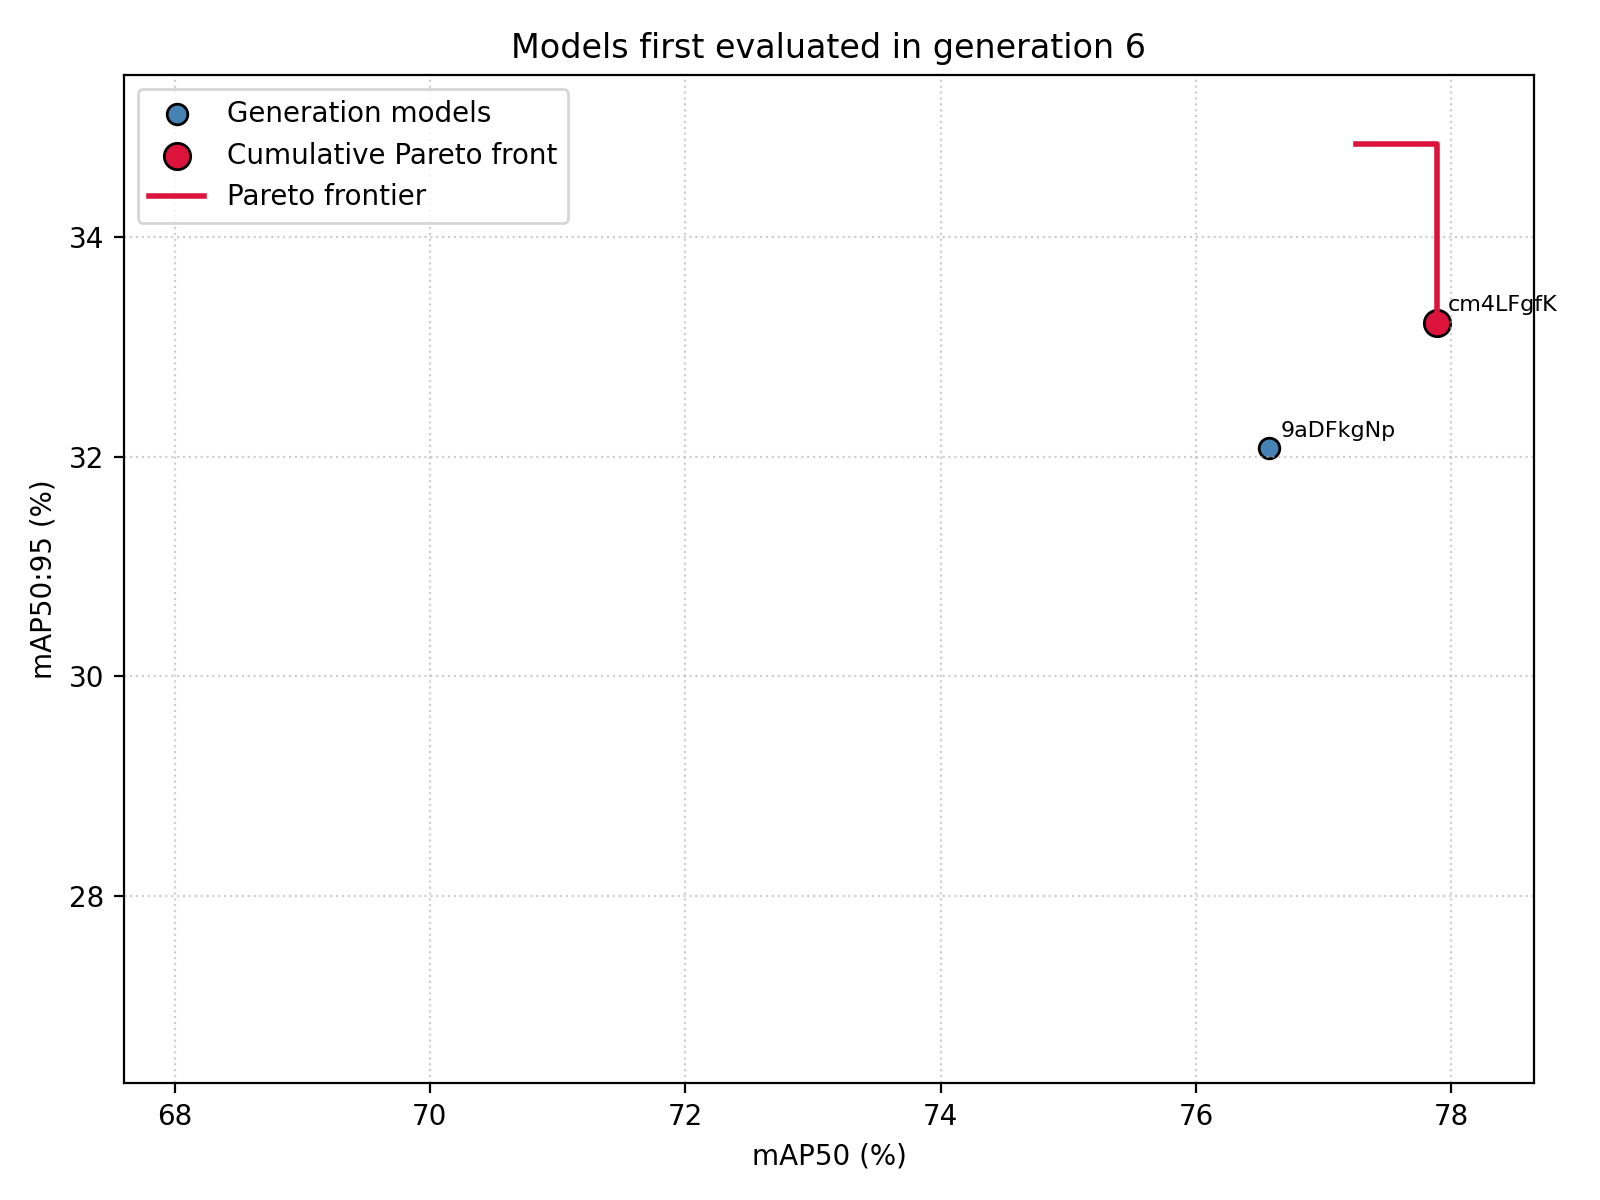 Models first evaluated in generation 6
Generation models
Cumulative Pareto front
Pareto frontier
34
32
30
28
mAP50:95 (%)
cm4LFgfK
9aDFkgNp
68
70
72
74
76
78
mAP50 (%)